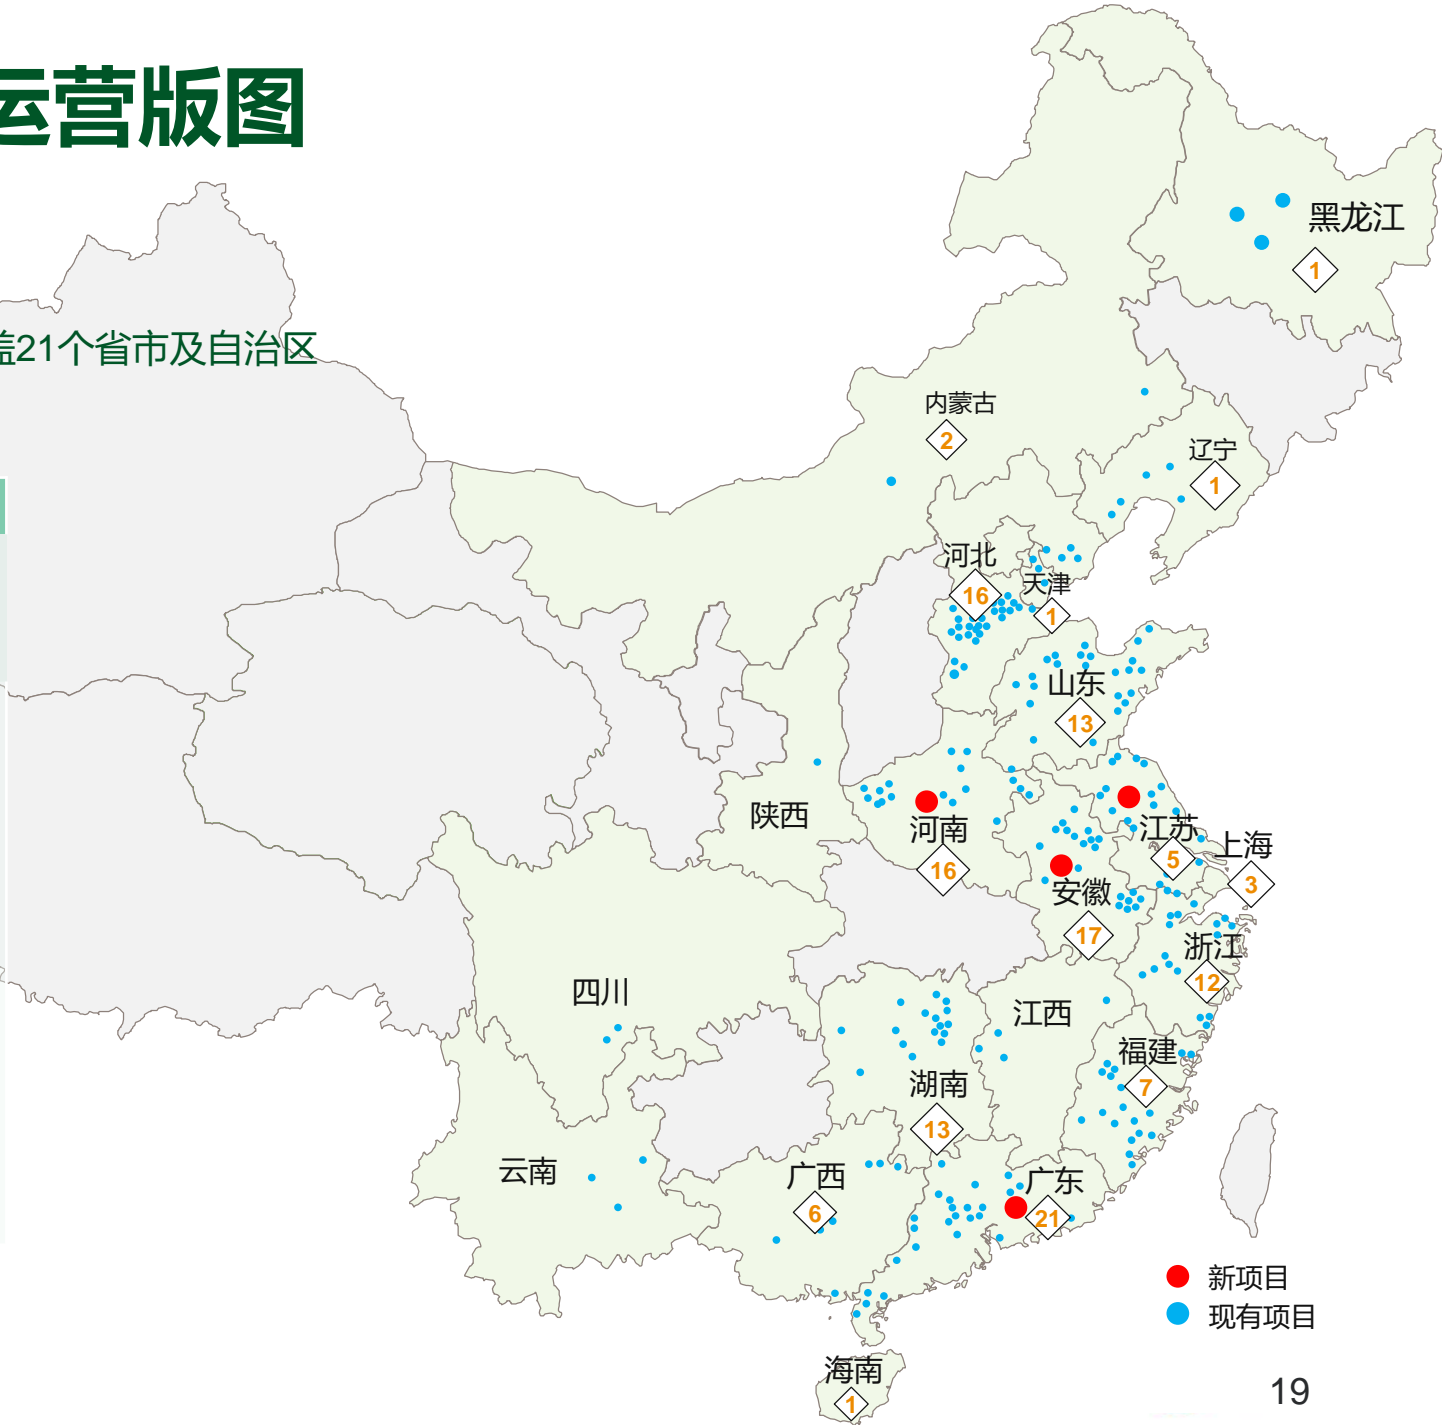 运营版图
盖21个省市及自治区
黑龙江
1
内蒙古
2
辽宁
1
河北
16
天津
1
山东
13
陕西
河南
16
江苏
5
上海
3
安徽
17
浙江
12
四川
江西
福建
7
湖南
13
云南
广西
6
广东
21
海南
1
新项目
现有项目
19